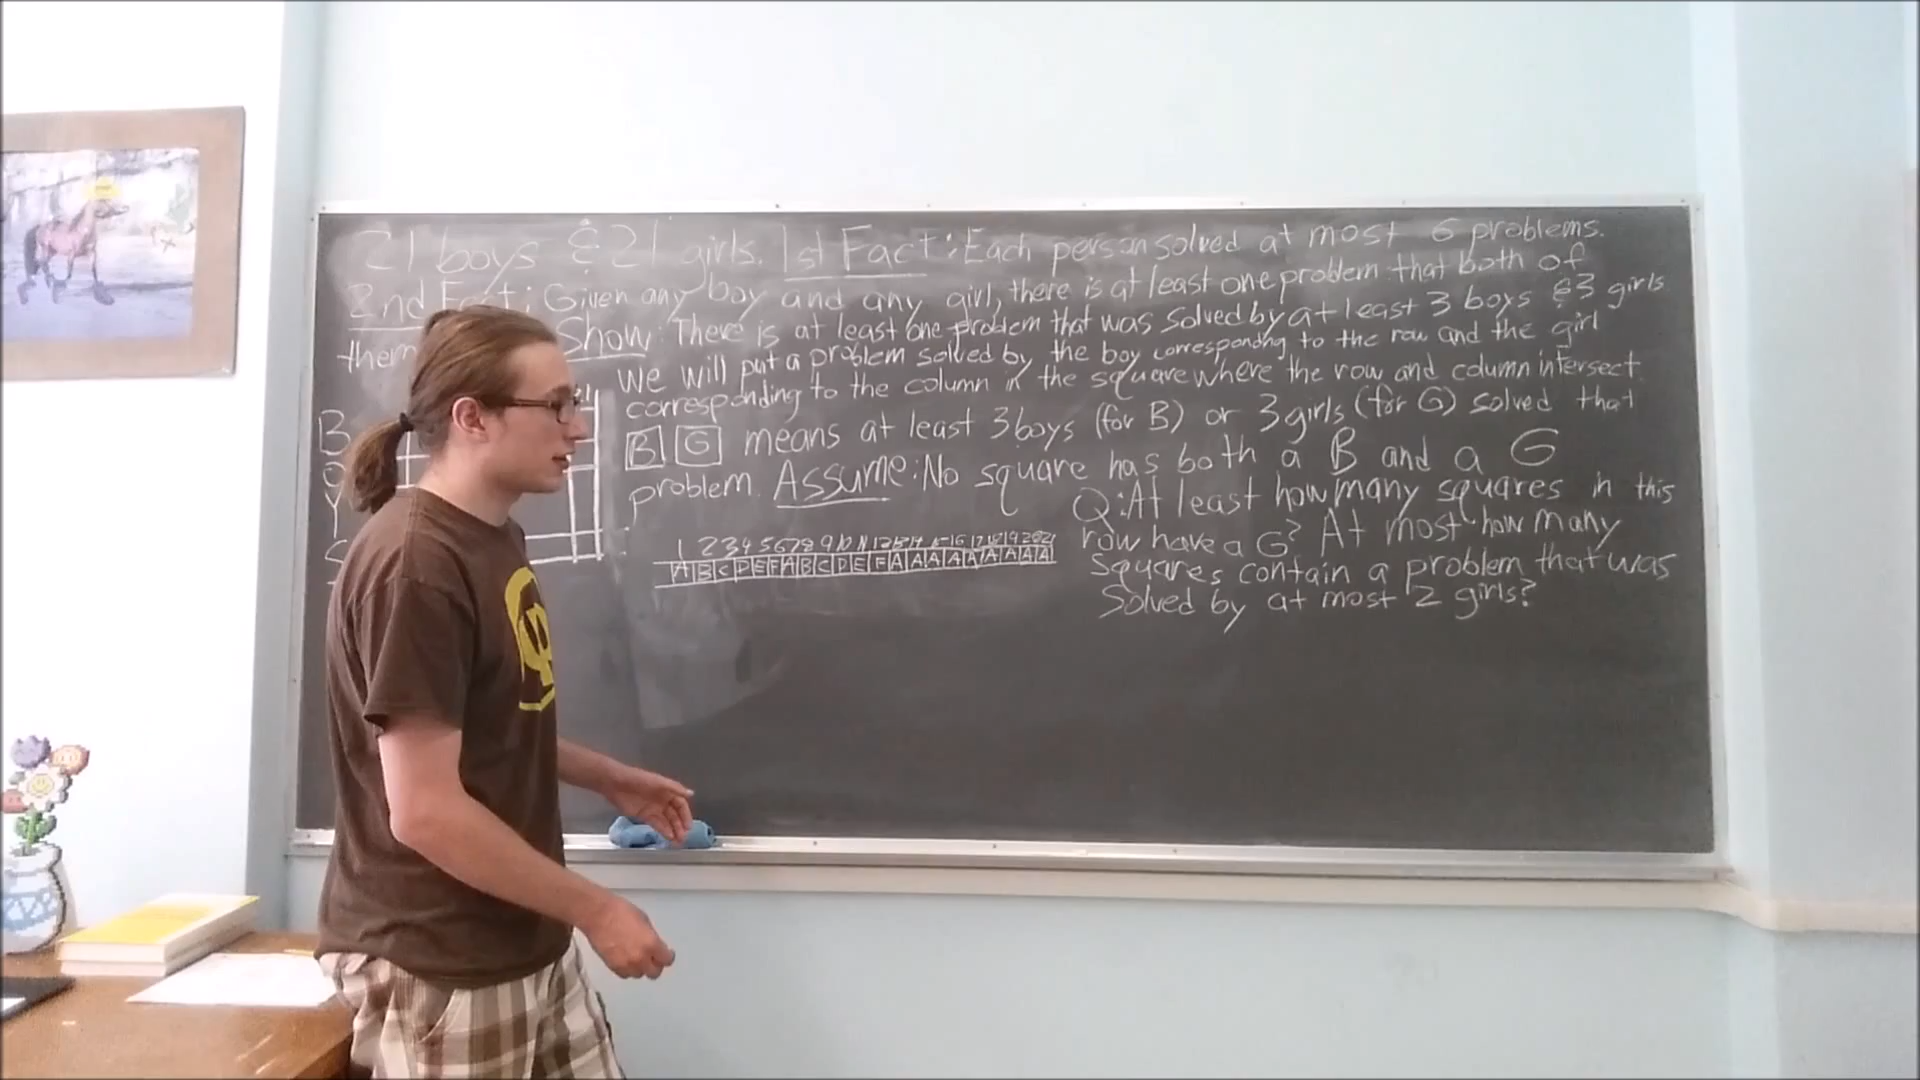 21 boys & 21 girls. 1st Fact: Each person solved at most 6 problems.
2nd Fact: Given any boy and any girl, there is at least one problem that both of
them Show: There is at least one problem that was solved by at least 3 boys & 3 girls
We will put a problem solved by the boy corresponding to the row and the girl
corresponding to the column in the square where the row and column intersect.
B G means at least 3 boys (for B) or 3 girls (for G) solved that
problem. Assume: No square has both a B and a G
Q: At least how many squares in this
row have a G? At most how many
squares contain a problem that was
solved by at most 2 girls?
B
O
Y
S
1 2 3 4 5 6 7 8 9 10 11 12 13 14 15 16 17 18 19 20 21
A B C D E F A B C D E F A A A A A A A A A